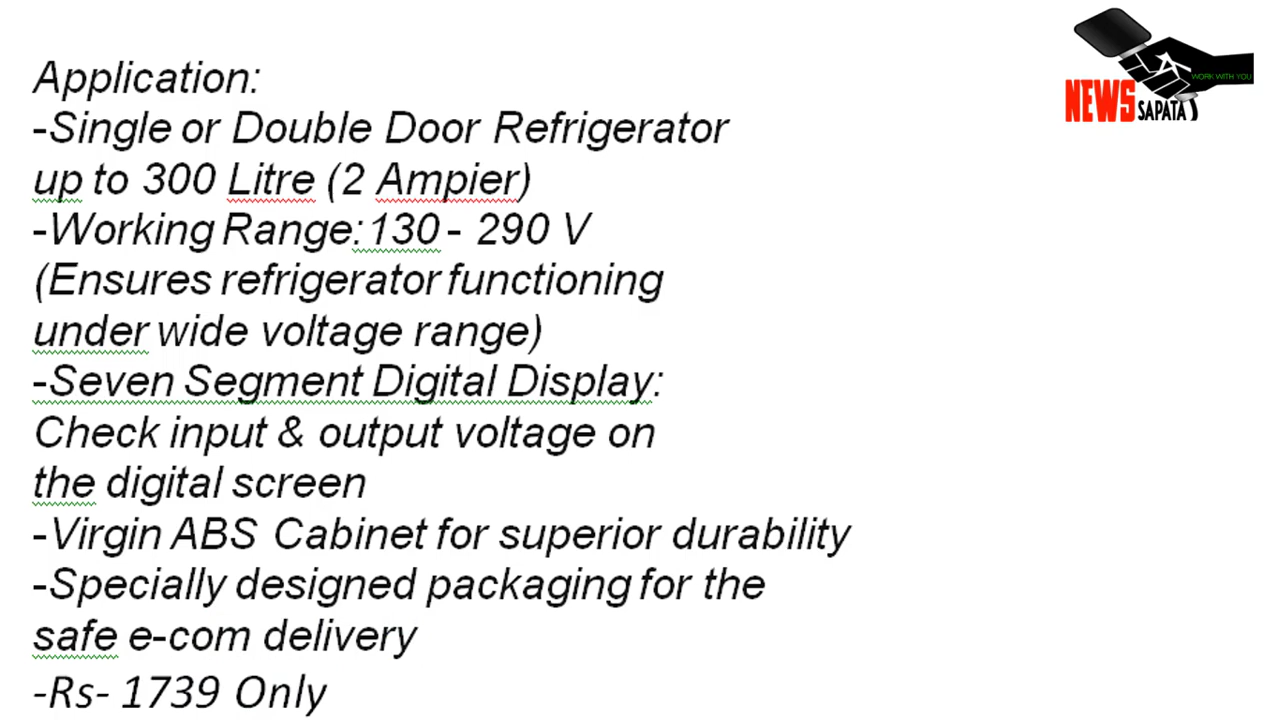 Application:
-Single or Double Door Refrigerator
up to 300 Litre (2 Ampier)
-Working Range:130 - 290 V
(Ensures refrigerator functioning
under wide voltage range)
-Seven Segment Digital Display:
Check input & output voltage on
the digital screen
-Virgin ABS Cabinet for superior durability
-Specially designed packaging for the
safe e-com delivery
-Rs- 1739 Only
WORK WITH YOU
NEWS
SAPATA